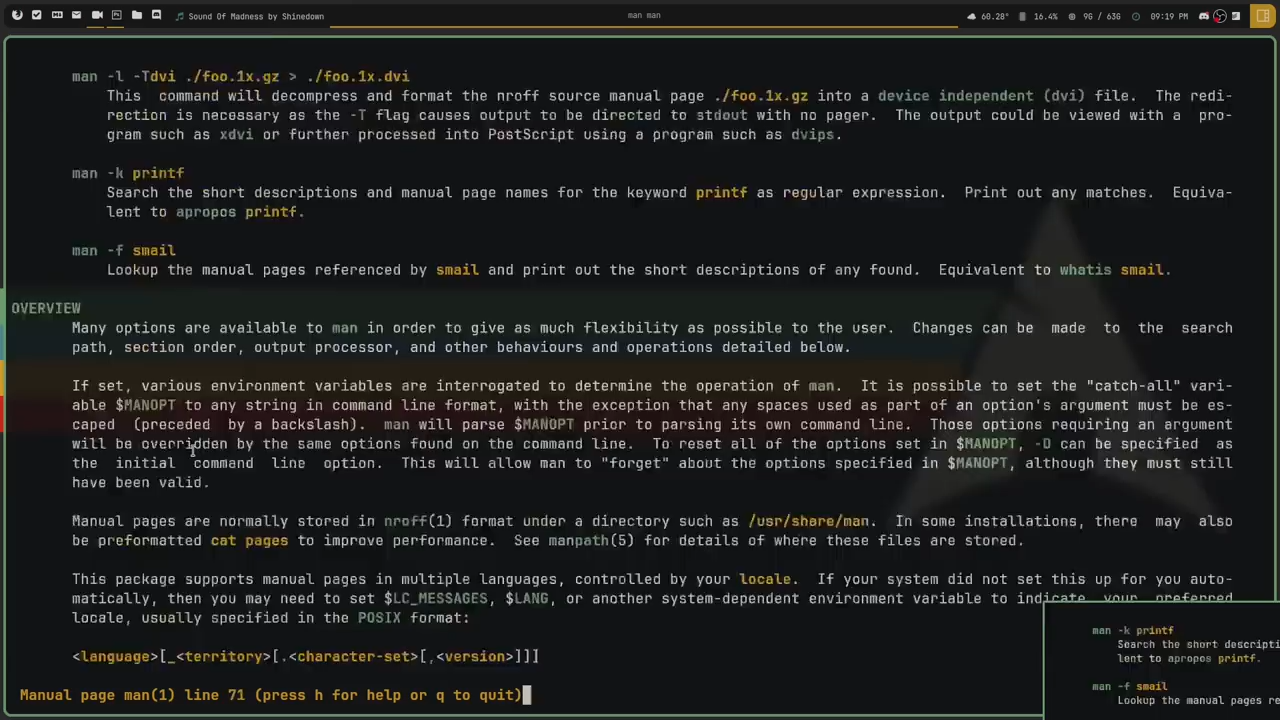 Sound Of Madness by Shinedown
man man
60.28°
16.4%
9G / 63G
09:19 PM
man -l -Tdvi ./foo.1x.gz > ./foo.1x.dvi
This  command will decompress and format the nroff source manual page ./foo.1x.gz into a device independent (dvi) file.  The redi-
rection is necessary as the -T flag causes output to be directed to stdout with no pager.  The output could be viewed with a  pro-
gram such as xdvi or further processed into PostScript using a program such as dvips.
man -k printf
Search the short descriptions and manual page names for the keyword printf as regular expression.  Print out any matches.  Equiva-
lent to apropos printf.
man -f smail
Lookup the manual pages referenced by smail and print out the short descriptions of any found.  Equivalent to whatis smail.
OVERVIEW
Many options are available to man in order to give as much flexibility as possible to the user.  Changes can be  made  to  the  search
path, section order, output processor, and other behaviours and operations detailed below.
If set, various environment variables are interrogated to determine the operation of man.  It is possible to set the "catch-all" vari-
able $MANOPT to any string in command line format, with the exception that any spaces used as part of an option's argument must be es-
caped  (preceded  by a backslash).  man will parse $MANOPT prior to parsing its own command line.  Those options requiring an argument
will be overridden by the same options found on the command line.  To reset all of the options set in $MANOPT, -D can be specified  as
the  initial  command  line  option.  This will allow man to "forget" about the options specified in $MANOPT, although they must still
have been valid.
Manual pages are normally stored in nroff(1) format under a directory such as /usr/share/man.  In some installations, there  may  also
be preformatted cat pages to improve performance.  See manpath(5) for details of where these files are stored.
This package supports manual pages in multiple languages, controlled by your locale.  If your system did not set this up for you auto-
matically, then you may need to set $LC_MESSAGES, $LANG, or another system-dependent environment variable to indicate  your  preferred
locale, usually specified in the POSIX format:
<language>[_<territory>[.<character-set>[,<version>]]]
Manual page man(1) line 71 (press h for help or q to quit)
man -k printf
Search the short descripti
lent to apropos printf.
man -f smail
Lookup the manual pages re